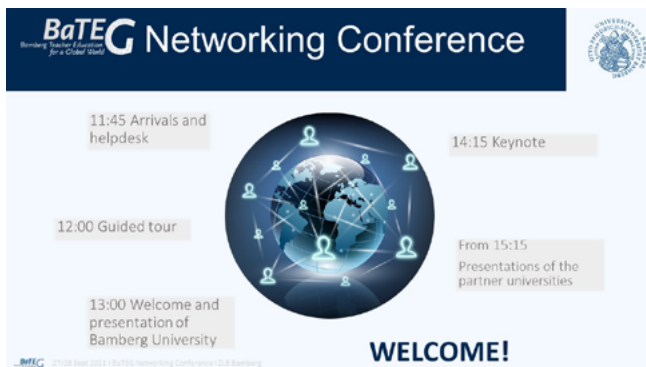 BaTEG Networking Conference
Bamberg Teacher Education
for a Global World
11:45 Arrivals and
helpdesk
12:00 Guided tour
13:00 Welcome and
presentation of
Bamberg University
14:15 Keynote
From 15:15
Presentations of the
partner universities
WELCOME!
BaTEG